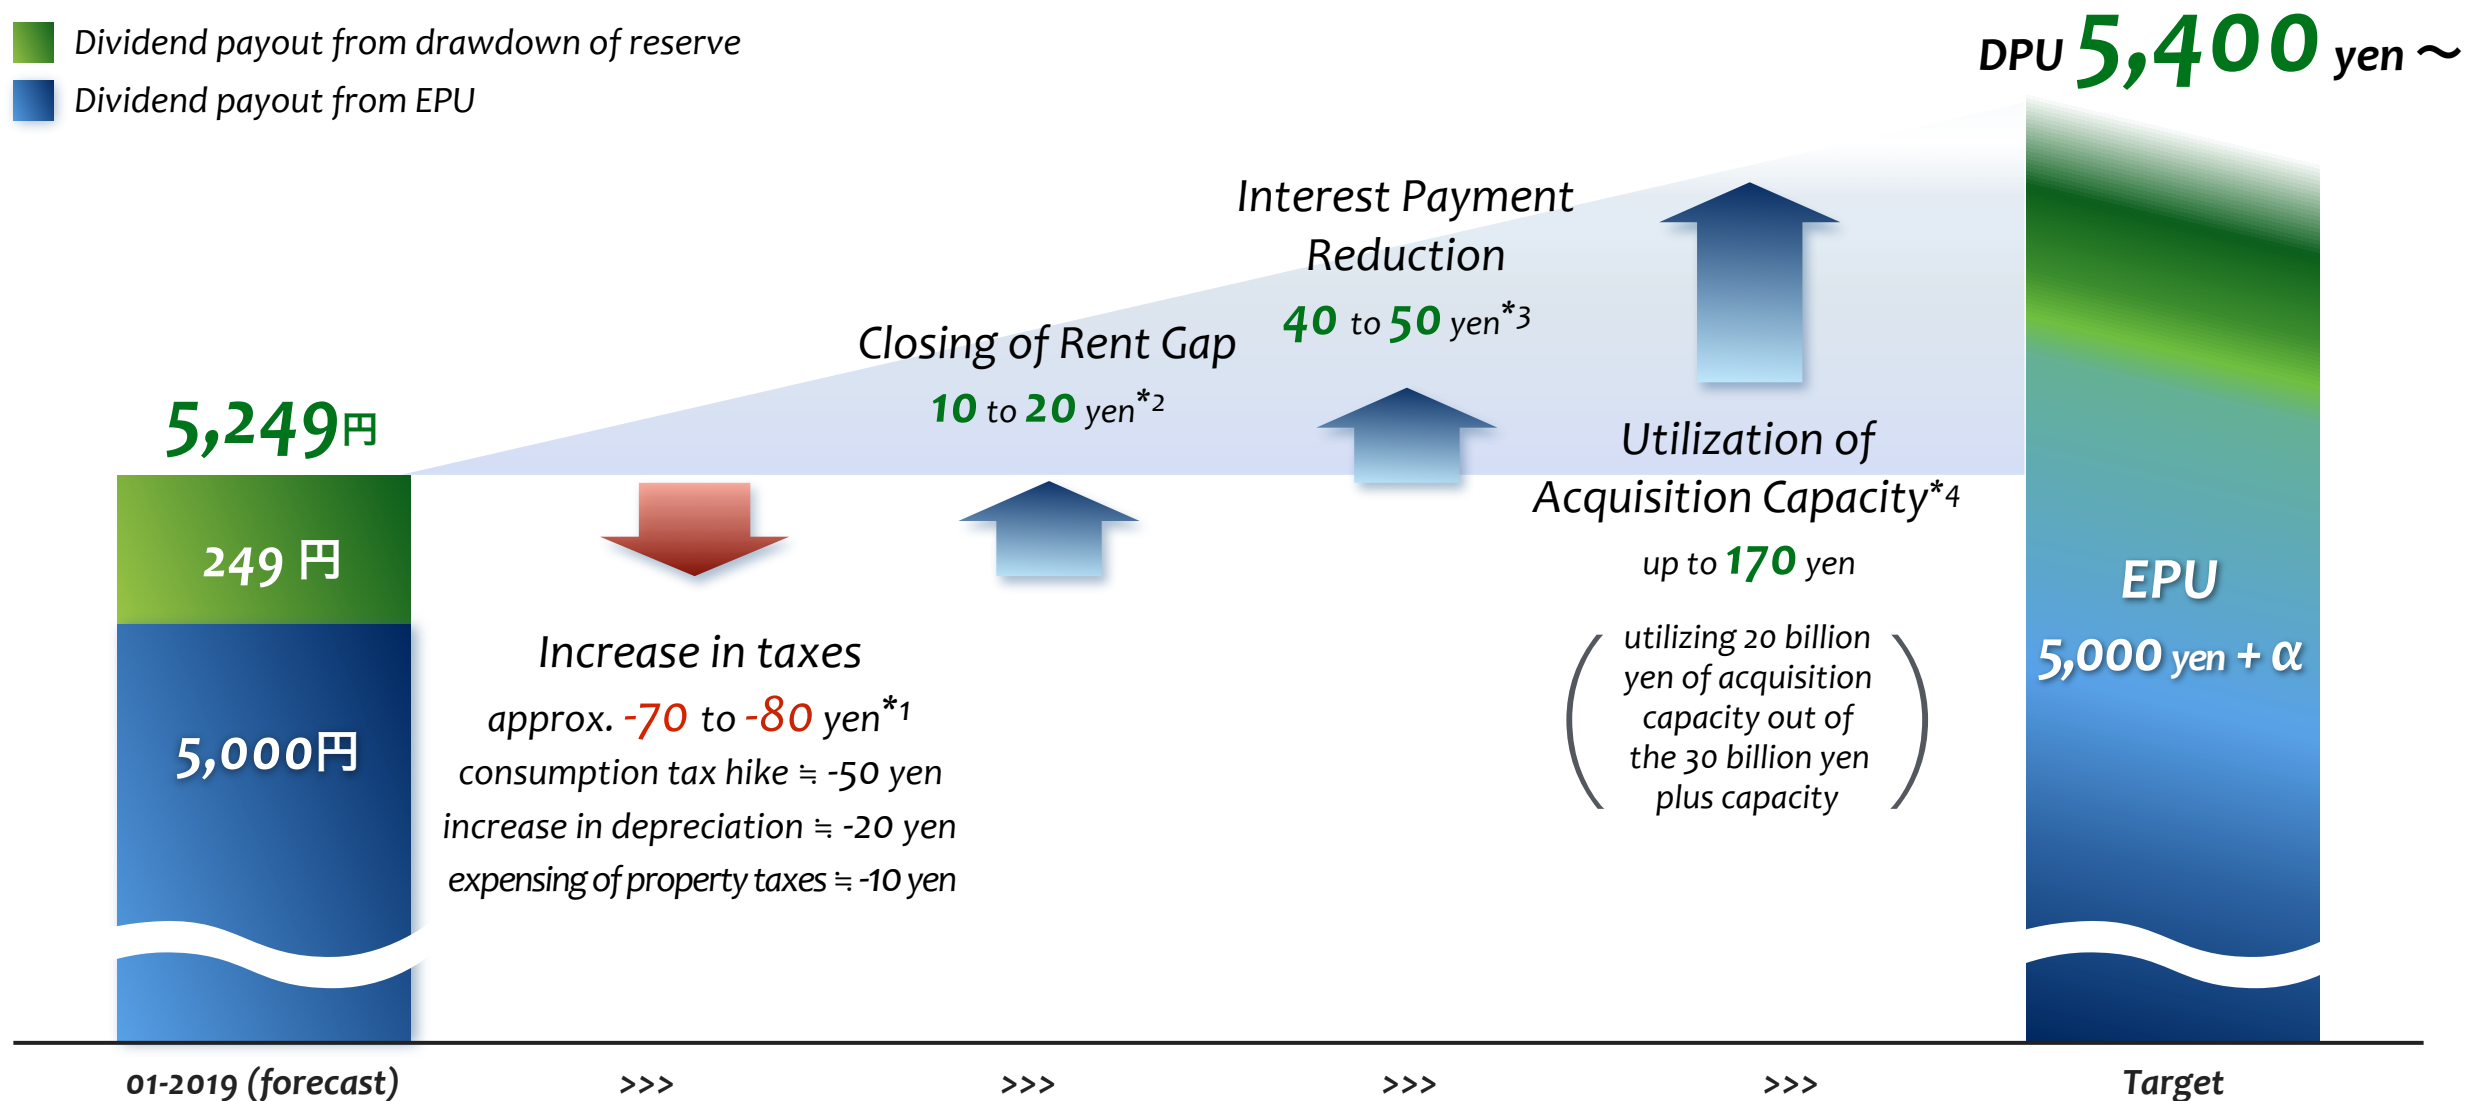 Dividend payout from drawdown of reserve
Dividend payout from EPU
5,249円
249 円
5,000円
Increase in taxes
approx. -70 to -80 yen*1
consumption tax hike ≒ -50 yen
increase in depreciation ≒ -20 yen
expensing of property taxes ≒ -10 yen
Closing of Rent Gap
10 to 20 yen*2
Interest Payment
Reduction
40 to 50 yen*3
Utilization of
Acquisition Capacity*4
up to 170 yen
utilizing 20 billion
yen of acquisition
capacity out of
the 30 billion yen
plus capacity
DPU 5,400 yen ～
EPU
5,000 yen + α
01-2019 (forecast) >>> >>> >>> >>> Target